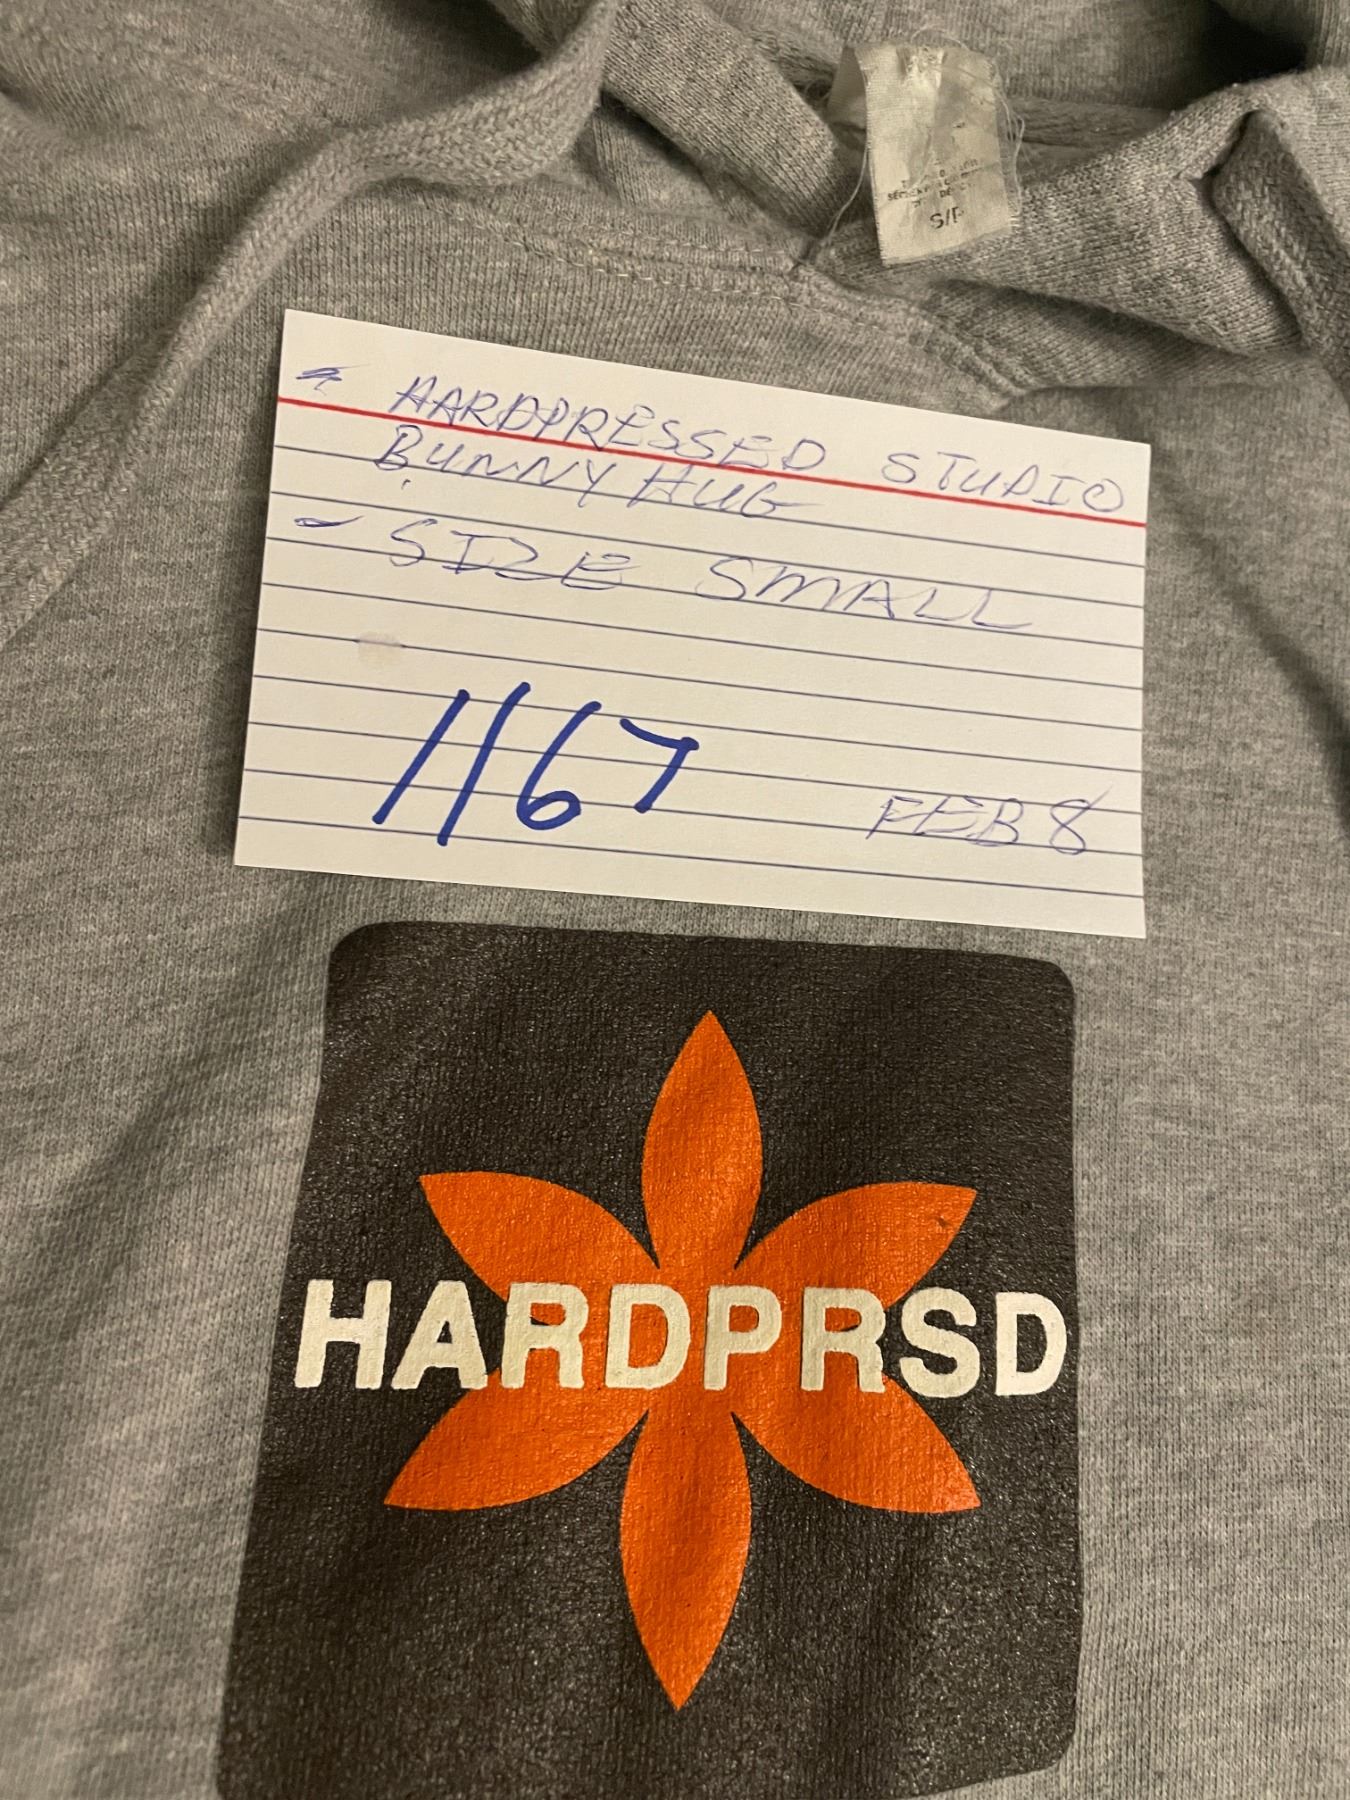 S/P
HARDPRESSED STUDIO
BUNNY HUG
- SIZE SMALL
1167
FEB 8
HARDPRSD